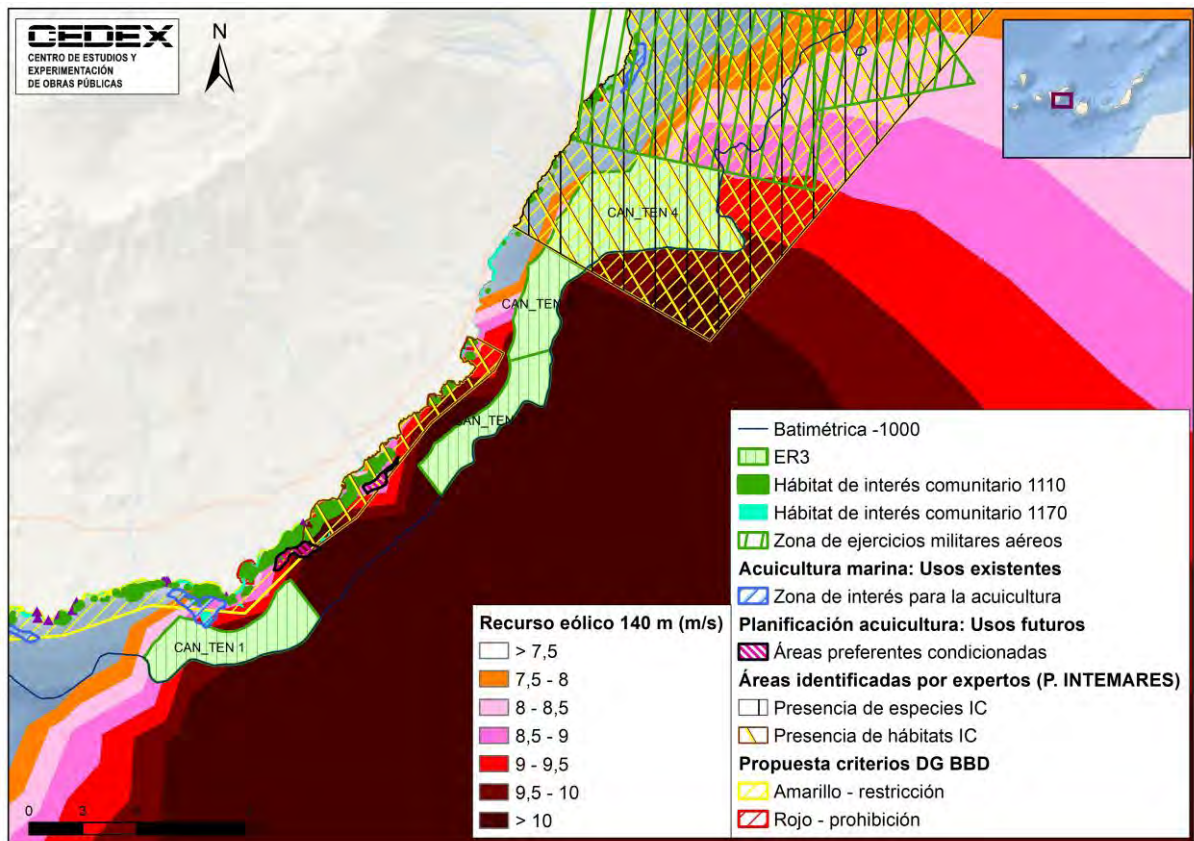 CEDEX
CENTRO DE ESTUDIOS Y
EXPERIMENTACIÓN
DE OBRAS PÚBLICAS
N
CAN_TEN 4
CAN_TEN
CAN_TEN
CAN_TEN 1
0 3
Recurso eólico 140 m (m/s)
> 7,5
7,5 - 8
8 - 8,5
8,5 - 9
9 - 9,5
9,5 - 10
> 10
Batimétrica -1000
ER3
Hábitat de interés comunitario 1110
Hábitat de interés comunitario 1170
Zona de ejercicios militares aéreos
Acuicultura marina: Usos existentes
Zona de interés para la acuicultura
Planificación acuicultura: Usos futuros
Áreas preferentes condicionadas
Áreas identificadas por expertos (P. INTEMARES)
Presencia de especies IC
Presencia de hábitats IC
Propuesta criterios DG BBD
Amarillo - restricción
Rojo - prohibición